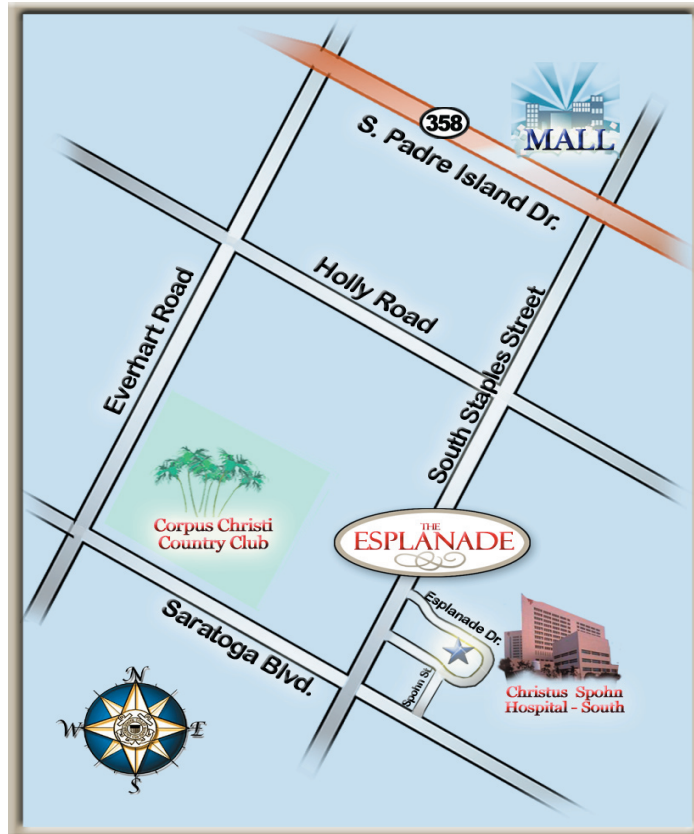 358
S. Padre Island Dr.
MALL
Holly Road
Everhart Road
South Staples Street
Corpus Christi
Country Club
THE
ESPLANADE
Esplanade Dr.
Saratoga Blvd.
Spohn St.
Christus Spohn
Hospital - South
N
W
E
S